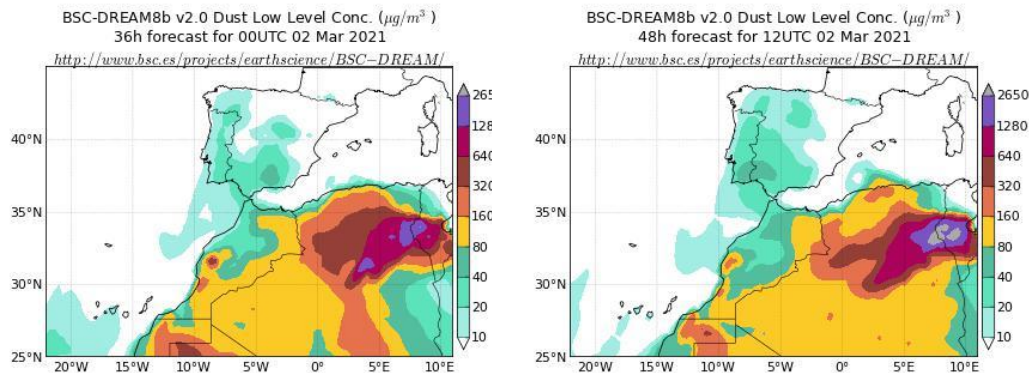 BSC-DREAM8b v2.0 Dust Low Level Conc. (μg/m³ )
36h forecast for 00UTC 02 Mar 2021
http://www.bsc.es/projects/earthscience/BSC−DREAM/
40°N
35°N
30°N
25°N
20°W
15°W
10°W
5°W
0°
5°E
10°E
265
128
640
320
160
80
40
20
10
BSC-DREAM8b v2.0 Dust Low Level Conc. (μg/m³ )
48h forecast for 12UTC 02 Mar 2021
http://www.bsc.es/projects/earthscience/BSC−DREAM/
40°N
35°N
30°N
25°N
20°W
15°W
10°W
5°W
0°
5°E
10°E
2650
1280
640
320
160
80
40
20
10